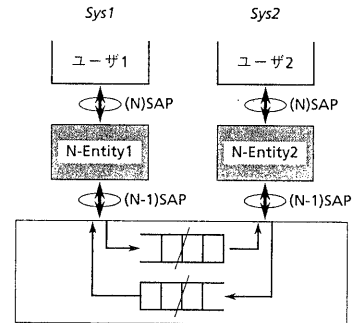 Sys1
Sys2
ユーザ1
ユーザ2
(N)SAP
(N)SAP
N-Entity1
N-Entity2
(N-1)SAP
(N-1)SAP